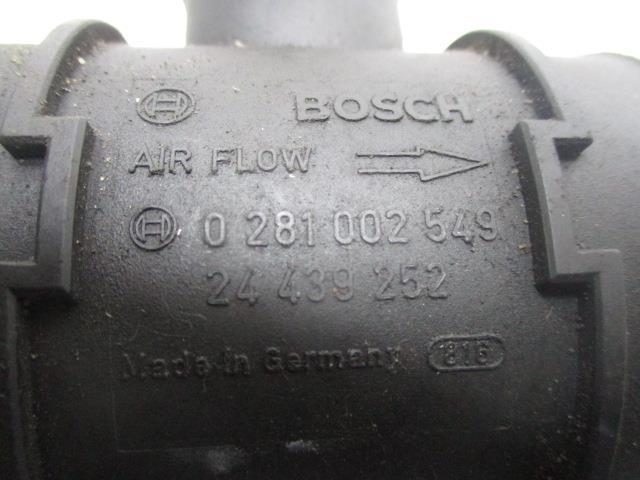 BOSCH
AIR FLOW
0 281 002 549
24 439 252
Made in Germany 816